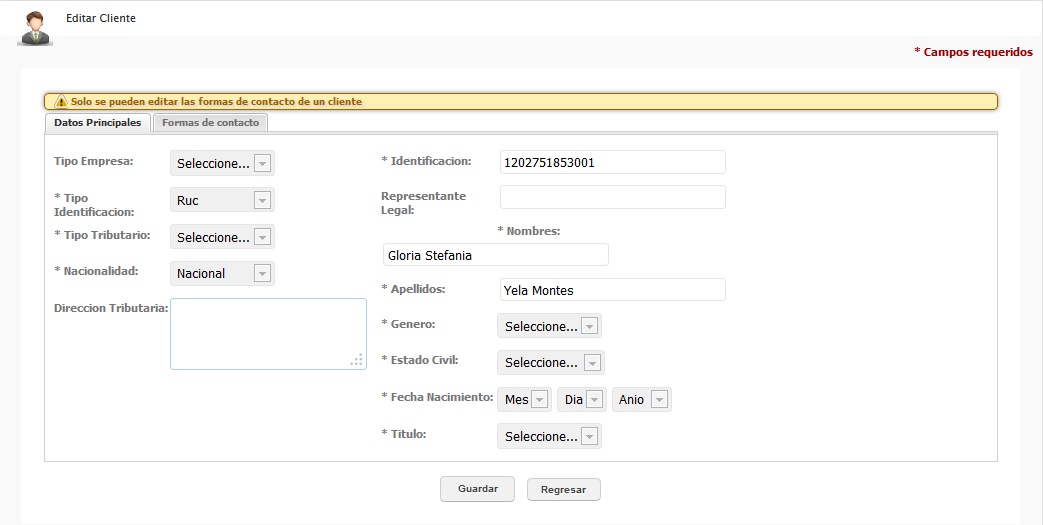 Editar Cliente
* Campos requeridos
Solo se pueden editar las formas de contacto de un cliente
Datos Principales
Formas de contacto
Tipo Empresa:
Seleccione...
* Tipo
Identificacion:
Ruc
* Tipo Tributario:
Seleccione...
* Nacionalidad:
Nacional
Direccion Tributaria:
* Identificacion:
1202751853001
Representante
Legal:
* Nombres:
Gloria Stefania
* Apellidos:
Yela Montes
* Genero:
Seleccione...
* Estado Civil:
Seleccione...
* Fecha Nacimiento:
Mes
Dia
Anio
* Titulo:
Seleccione...
Guardar
Regresar